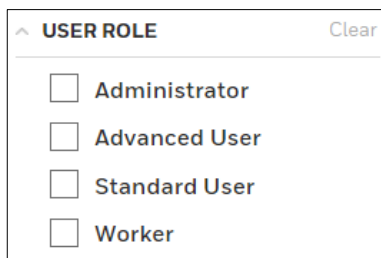 USER ROLE Clear
Administrator
Advanced User
Standard User
Worker